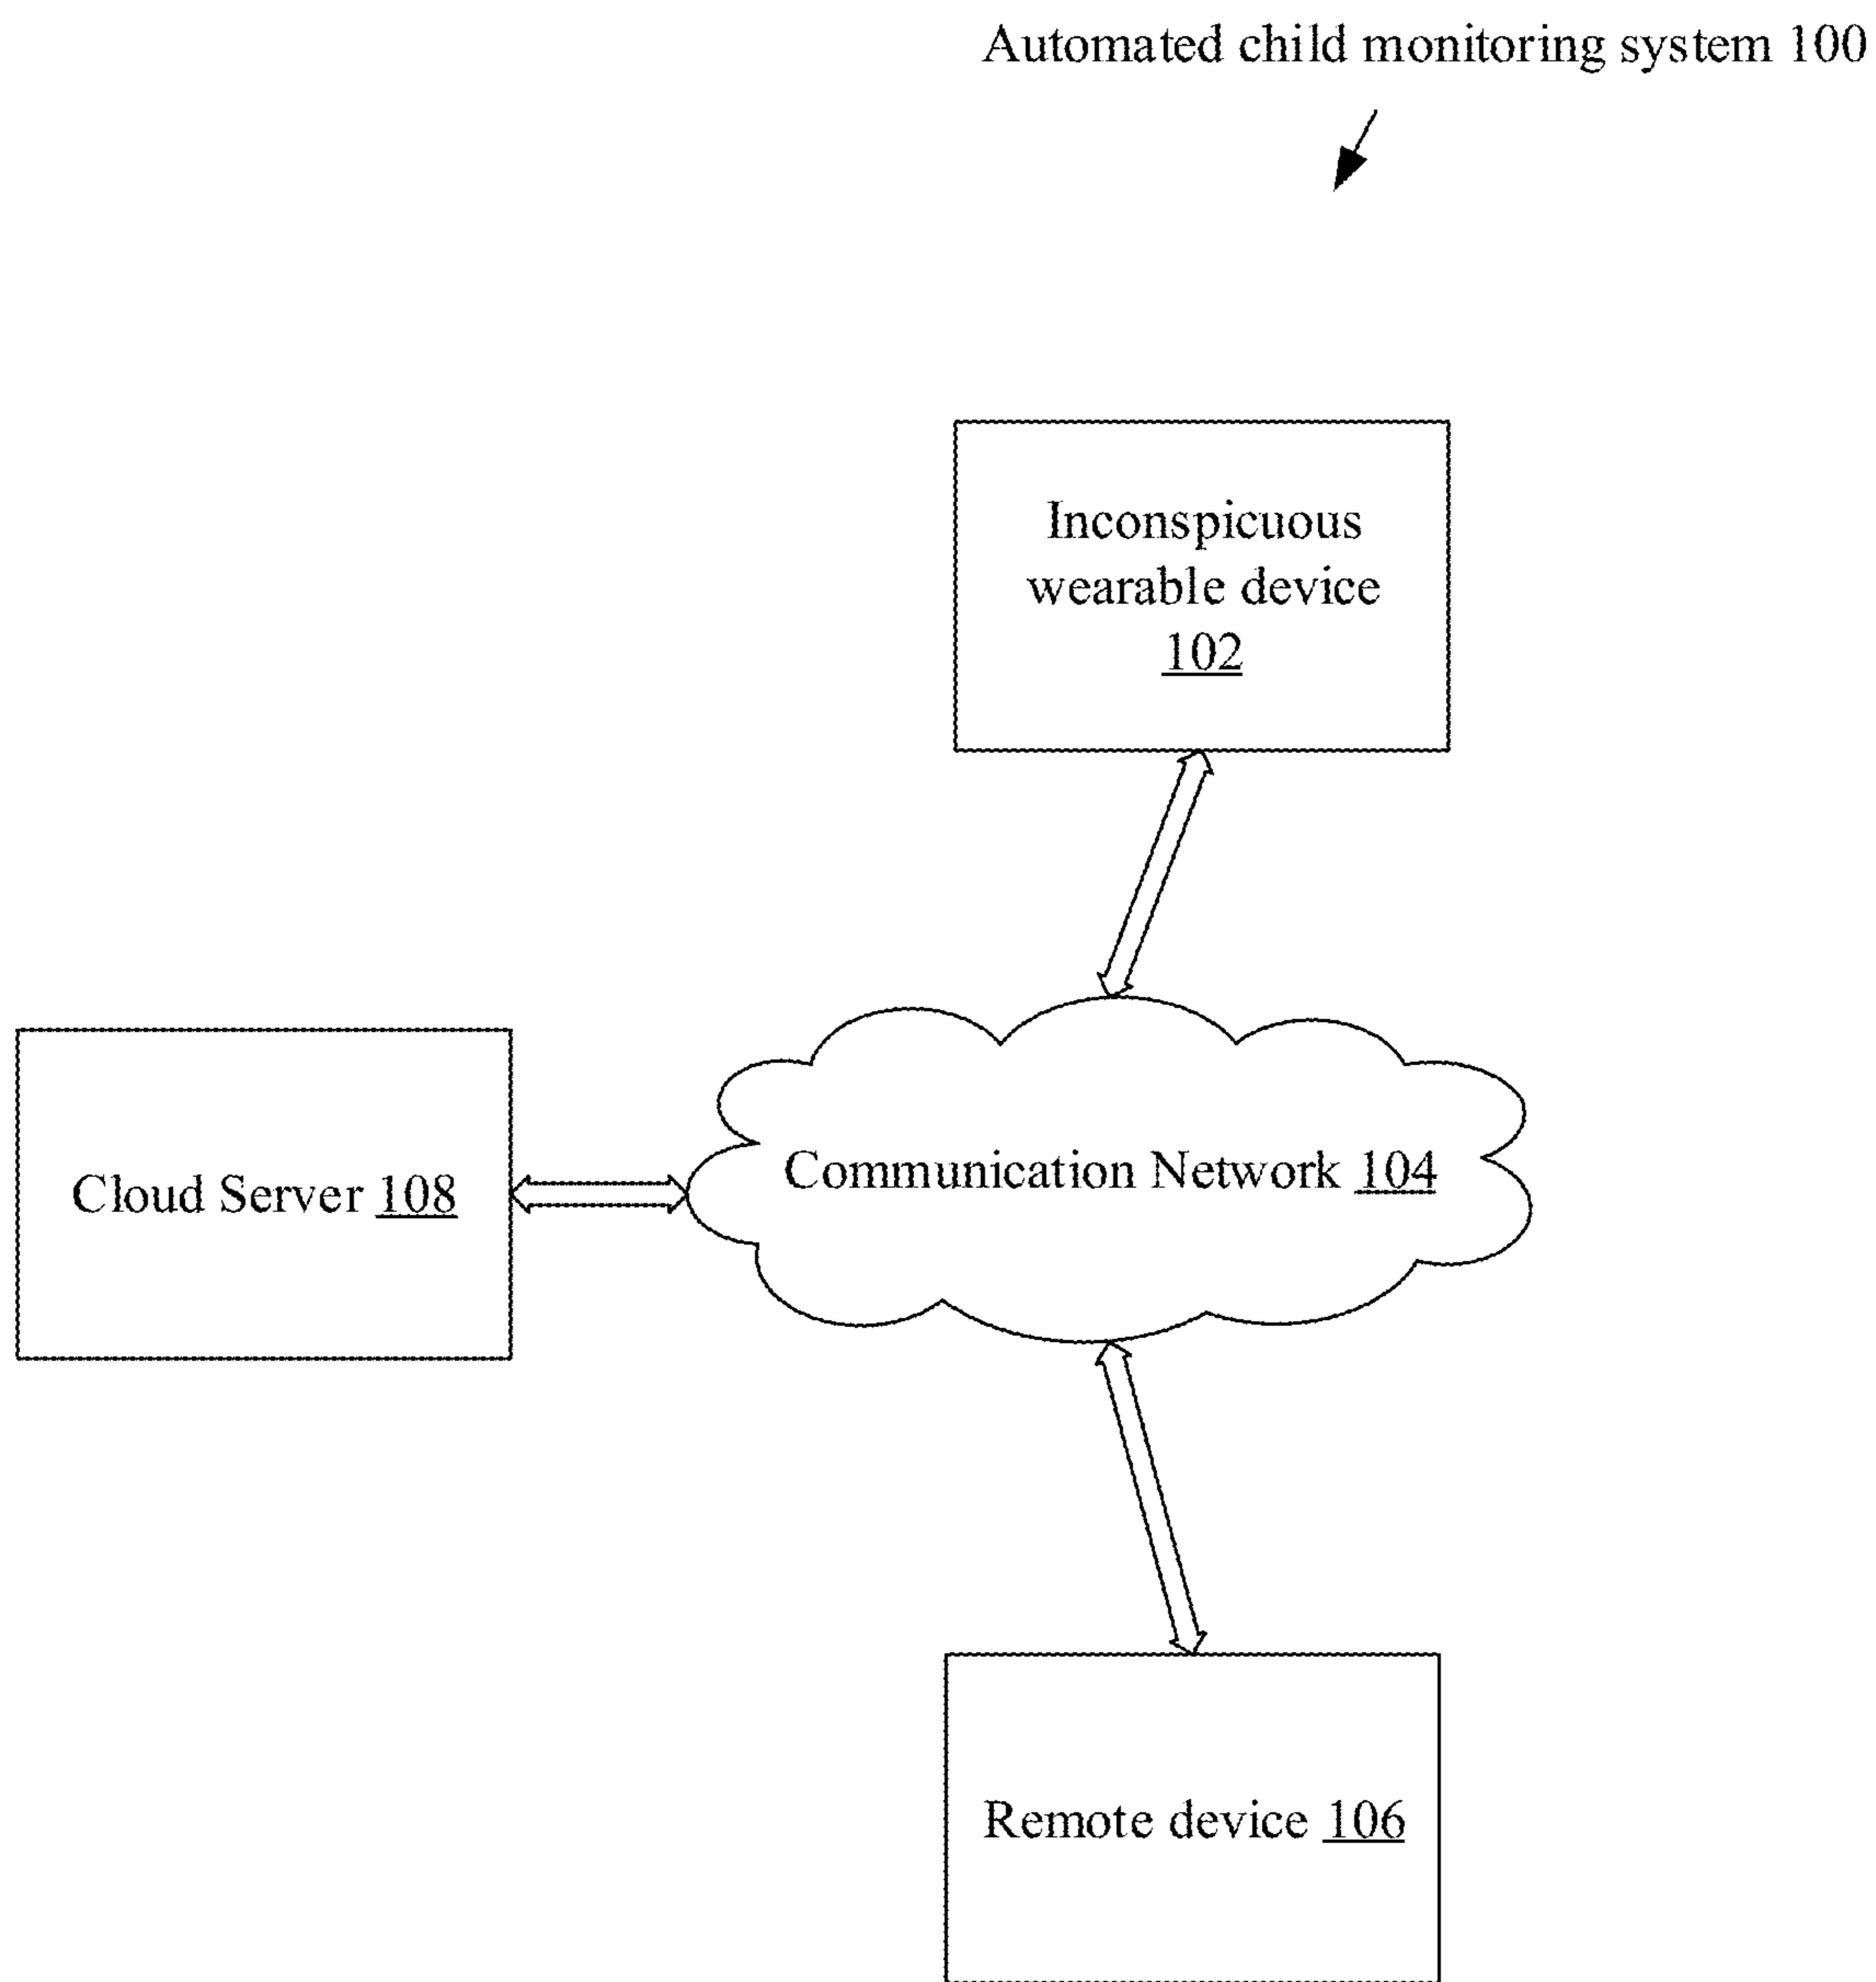 Automated child monitoring system 100
Inconspicuous
wearable device
102
Communication Network 104
Cloud Server 108
Remote device 106